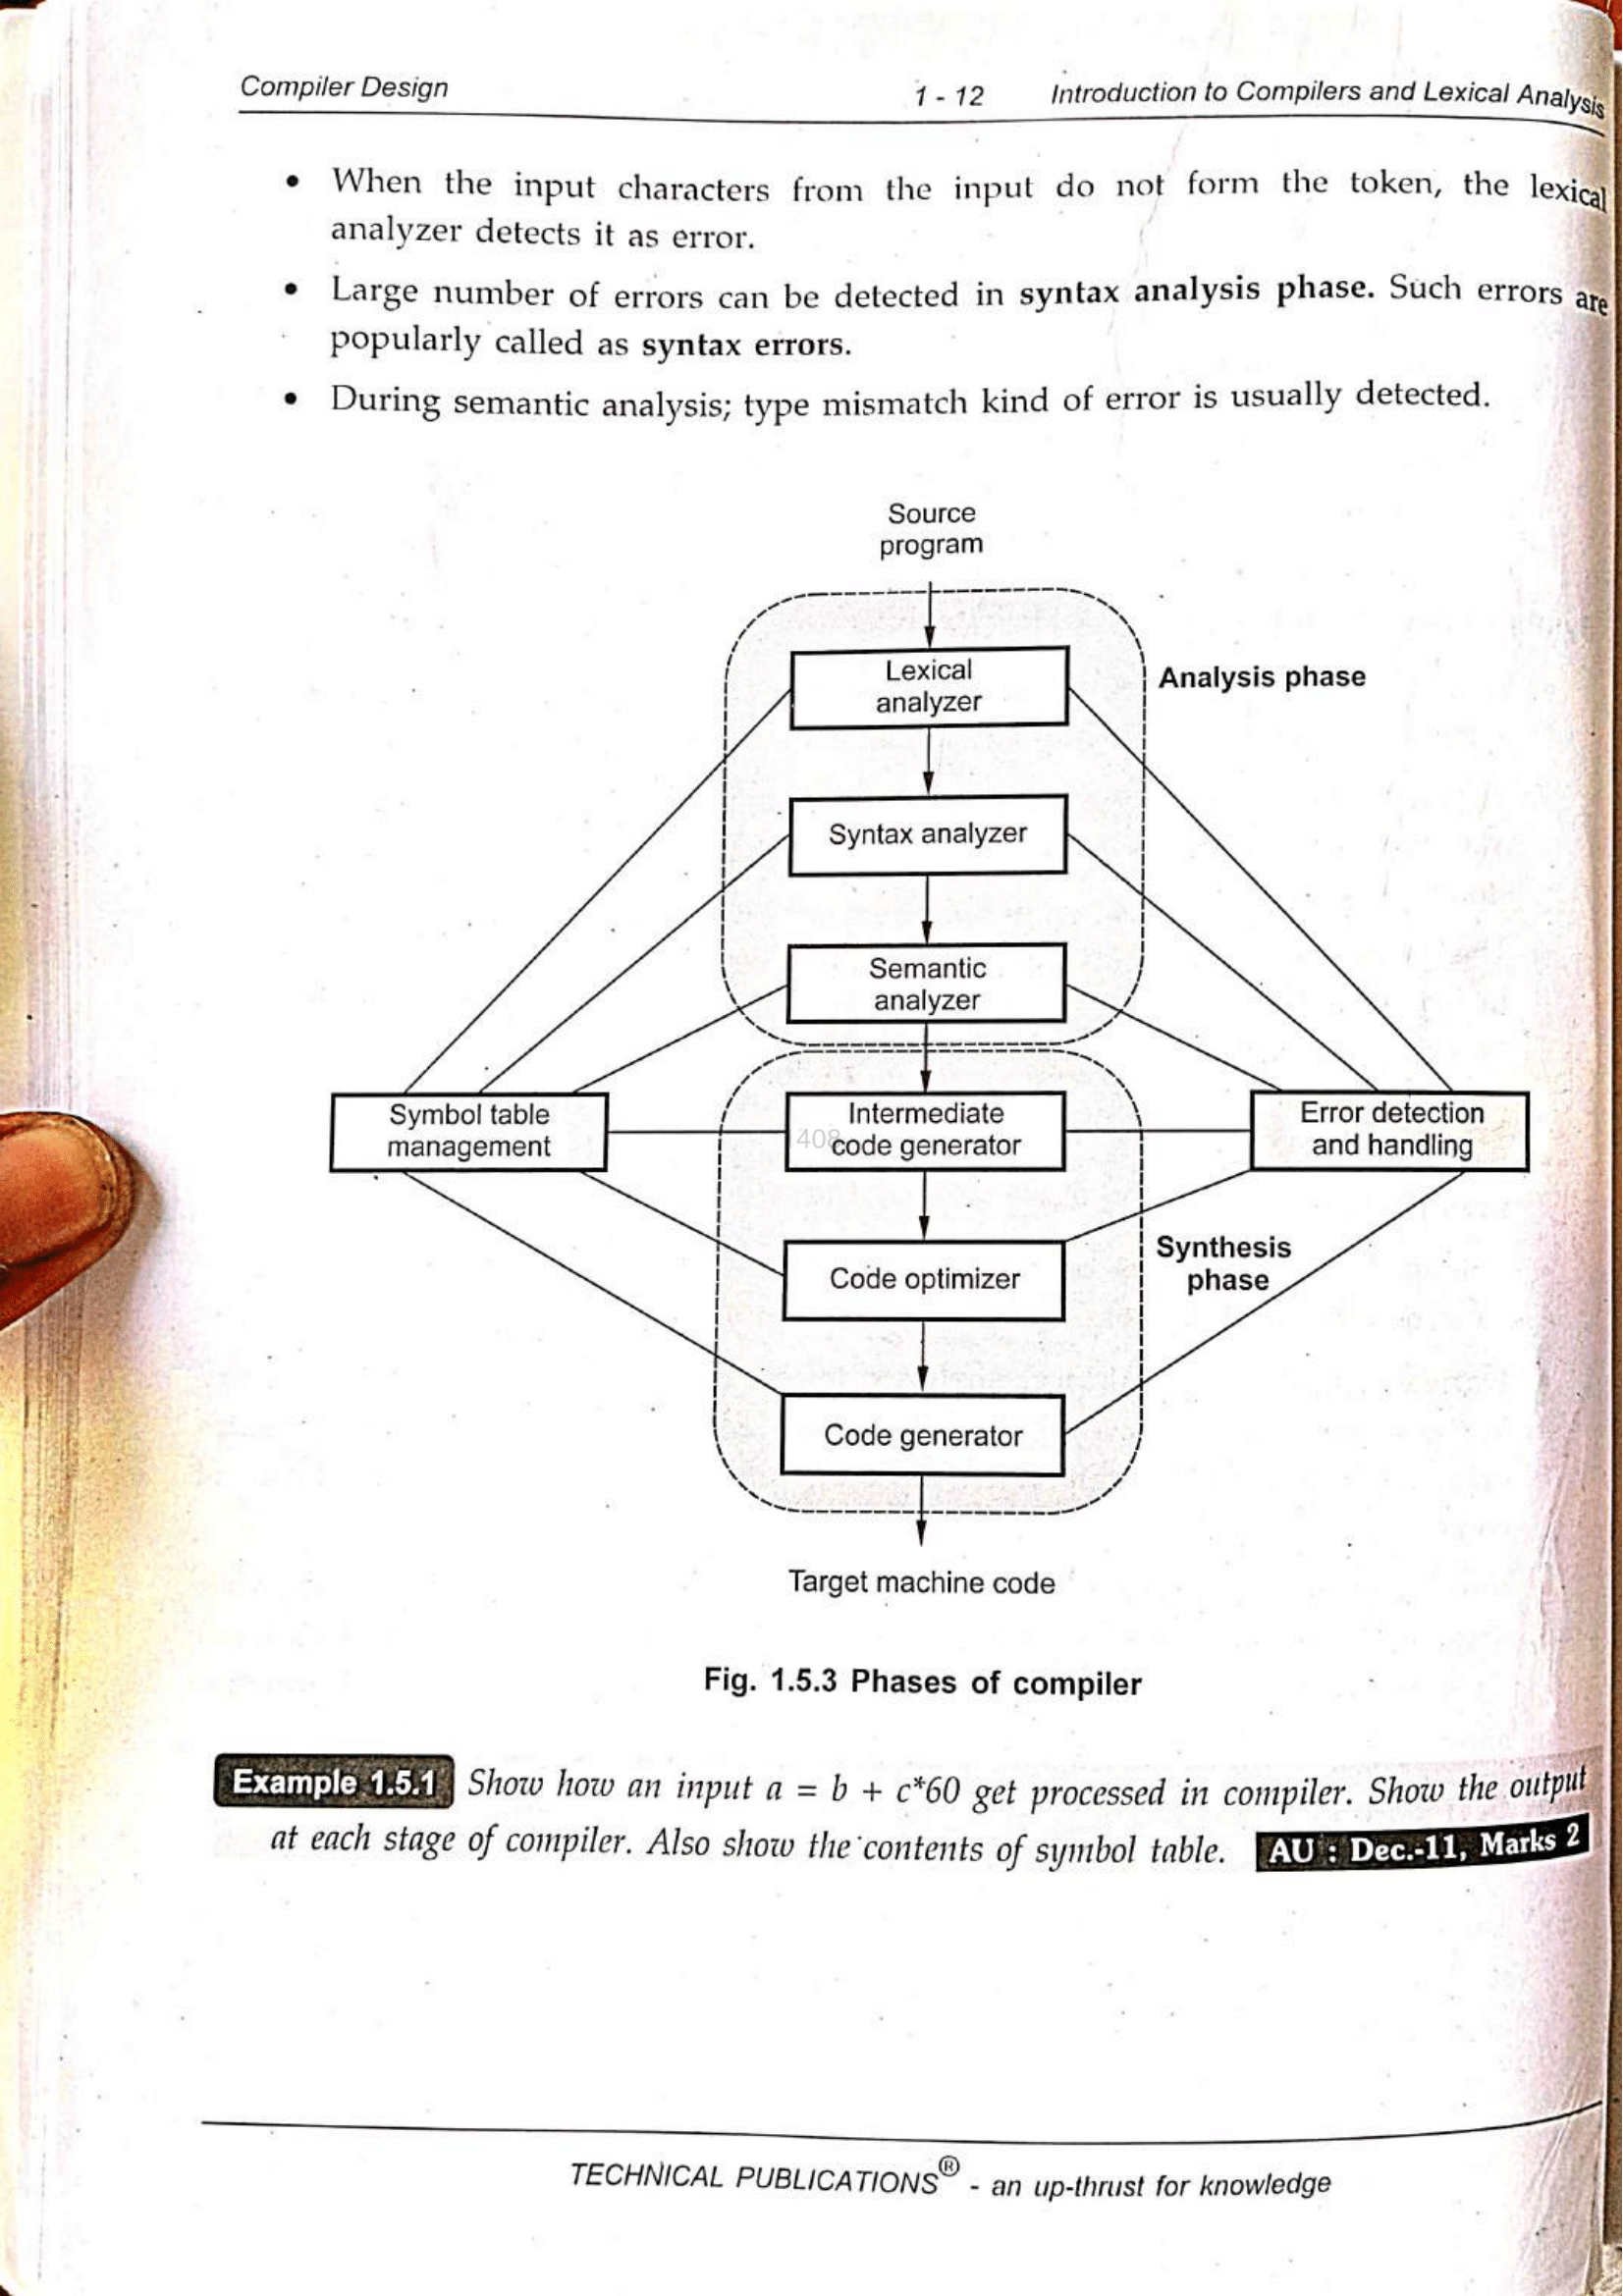 Compiler Design 1 - 12 Introduction to Compilers and Lexical Analysis
• When the input characters from the input do not form the token, the lexical
analyzer detects it as error.
• Large number of errors can be detected in syntax analysis phase. Such errors are
popularly called as syntax errors.
• During semantic analysis; type mismatch kind of error is usually detected.
Source
program
Lexical
analyzer
Analysis phase
Syntax analyzer
Semantic
analyzer
Symbol table
management
Intermediate
code generator
408
Error detection
and handling
Code optimizer
Synthesis
phase
Code generator
Target machine code
Fig. 1.5.3 Phases of compiler
Example 1.5.1 Show how an input a = b + c*60 get processed in compiler. Show the output
at each stage of compiler. Also show the contents of symbol table. AU : Dec.-11, Marks 2
TECHNICAL PUBLICATIONS® - an up-thrust for knowledge